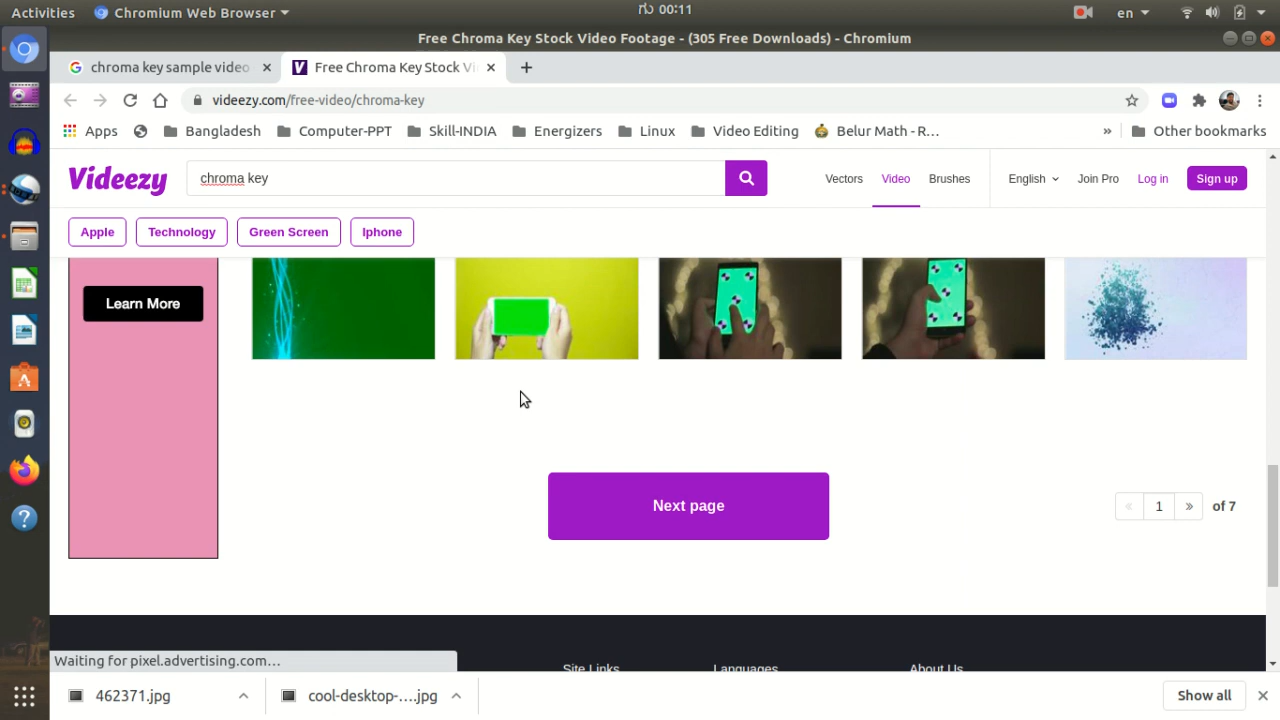 Activities
Chromium Web Browser
ശു 00:11
en
Free Chroma Key Stock Video Footage - (305 Free Downloads) - Chromium
chroma key sample video
Free Chroma Key Stock Vi
videezy.com/free-video/chroma-key
Apps
Bangladesh
Computer-PPT
Skill-INDIA
Energizers
Linux
Video Editing
Belur Math - R...
»
Other bookmarks
Videezy
chroma key
Vectors
Video
Brushes
English
Join Pro
Log in
Sign up
Apple
Technology
Green Screen
Iphone
Learn More
Next page
« 1 » of 7
Waiting for pixel.advertising.com...
Site Links
Languages
About Us
462371.jpg
cool-desktop-....jpg
Show all